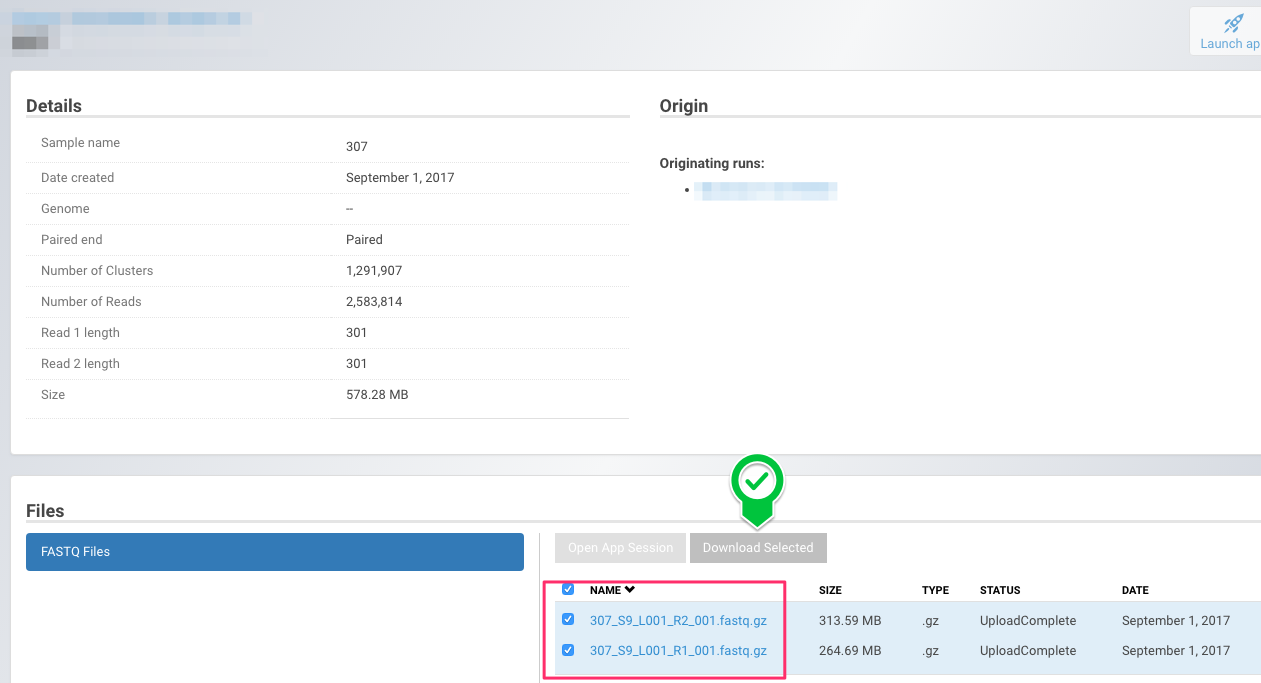 Launch ap
Details
Sample name 307
Date created September 1, 2017
Genome --
Paired end Paired
Number of Clusters 1,291,907
Number of Reads 2,583,814
Read 1 length 301
Read 2 length 301
Size 578.28 MB
Origin
Originating runs:
Files
FASTQ Files
Open App Session Download Selected
NAME SIZE TYPE STATUS DATE
307_S9_L001_R2_001.fastq.gz 313.59 MB .gz UploadComplete September 1, 2017
307_S9_L001_R1_001.fastq.gz 264.69 MB .gz UploadComplete September 1, 2017